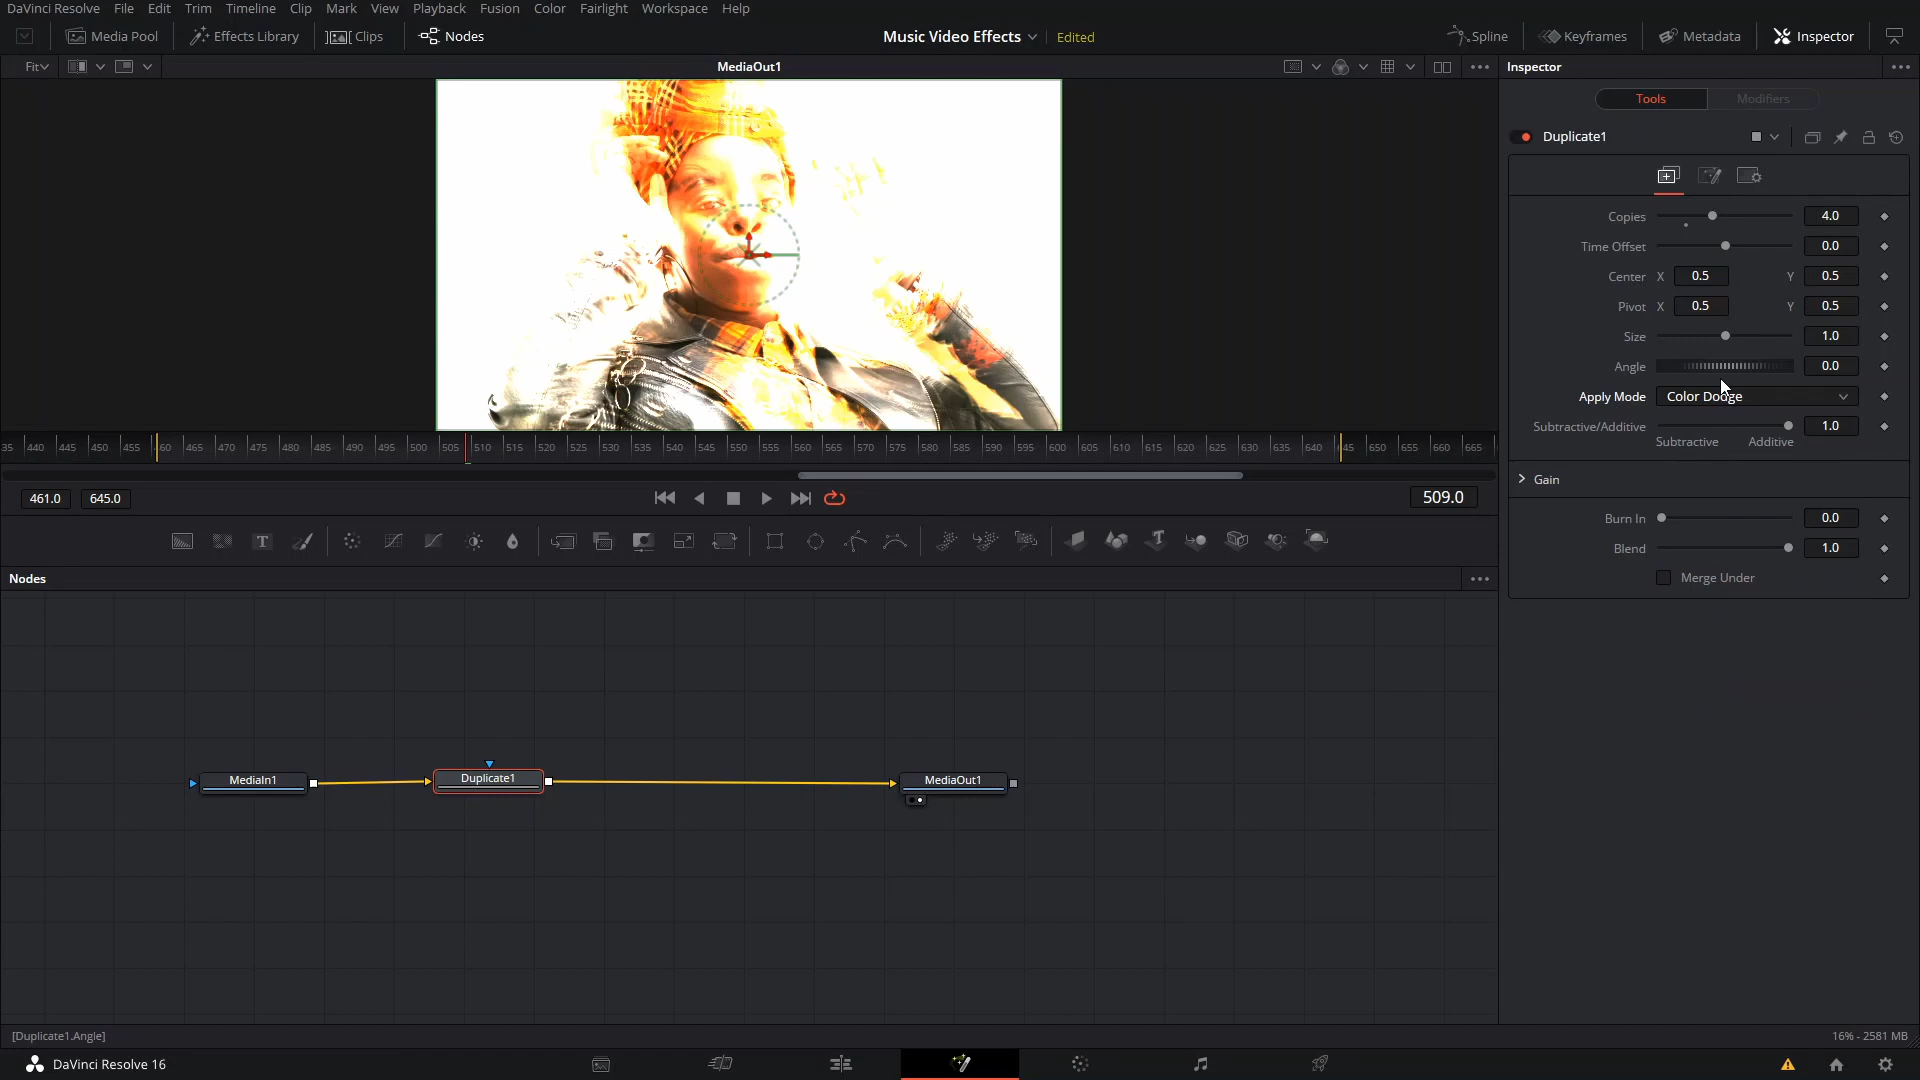 DaVinci Resolve File Edit Trim Timeline Clip Mark View Playback Fusion Color Fairlight Workspace Help
Media Pool Effects Library Clips Nodes Music Video Effects Edited Spline Keyframes Metadata Inspector
Fit MediaOut1 Inspector
Tools Modifiers
Duplicate1
Copies 4.0
Time Offset 0.0
Center X 0.5 Y 0.5
Pivot X 0.5 Y 0.5
Size 1.0
Angle 0.0
Apply Mode Color Dodge
Subtractive/Additive 1.0
Subtractive Additive
35 440 445 450 455 60 465 470 475 480 485 490 495 500 505 510 515 520 525 530 535 540 545 550 555 560 565 570 575 580 585 590 595 600 605 610 615 620 625 630 635 640 45 650 655 660 665
Gain
461.0 645.0 509.0
Burn In 0.0
Blend 1.0
Merge Under
Nodes
MediaIn1 Duplicate1 MediaOut1
[Duplicate1.Angle] 16% - 2581 MB
DaVinci Resolve 16